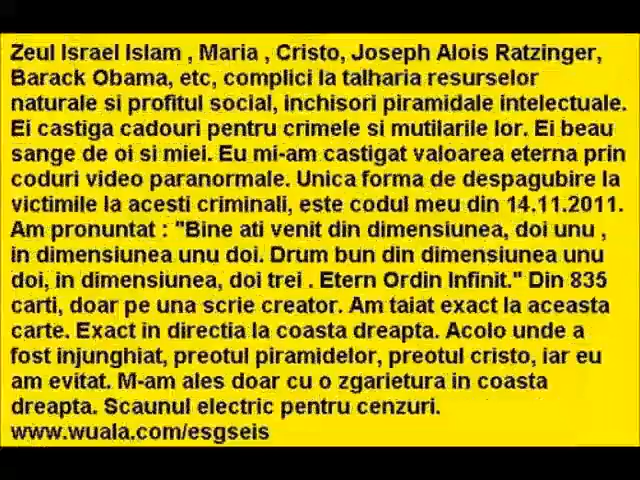 Zeul Israel Islam , Maria , Cristo, Joseph Alois Ratzinger,
Barack Obama, etc, complici la talharia resurselor
naturale si profitul social, inchisori piramidale intelectuale.
Ei castiga cadouri pentru crimele si mutilarile lor. Ei beau
sange de oi si miei. Eu mi-am castigat valoarea eterna prin
coduri video paranormale. Unica forma de despagubire la
victimile la acesti criminali, este codul meu din 14.11.2011.
Am pronuntat : "Bine ati venit din dimensiunea, doi unu ,
in dimensiunea unu doi. Drum bun din dimensiunea unu
doi, in dimensiunea, doi trei . Etern Ordin Infinit." Din 835
carti, doar pe una scrie creator. Am taiat exact la aceasta
carte. Exact in directia la coasta dreapta. Acolo unde a
fost injunghiat, preotul piramidelor, preotul cristo, iar eu
am evitat. M-am ales doar cu o zgarietura in coasta
dreapta. Scaunul electric pentru cenzuri.
www.wuala.com/esgseis